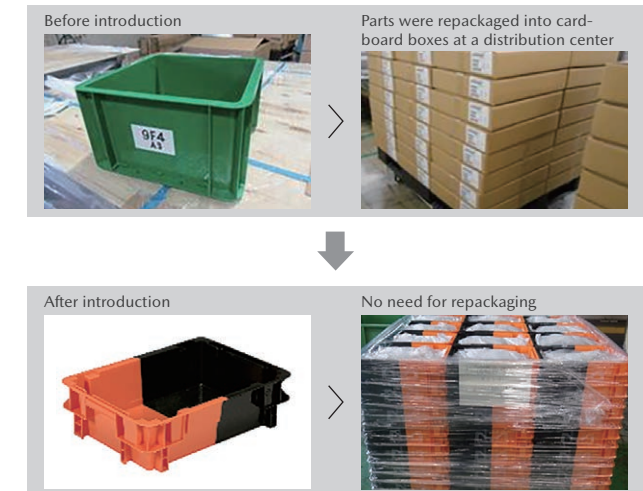 Before introduction
Parts were repackaged into card-
board boxes at a distribution center
9F4
A3
After introduction
No need for repackaging